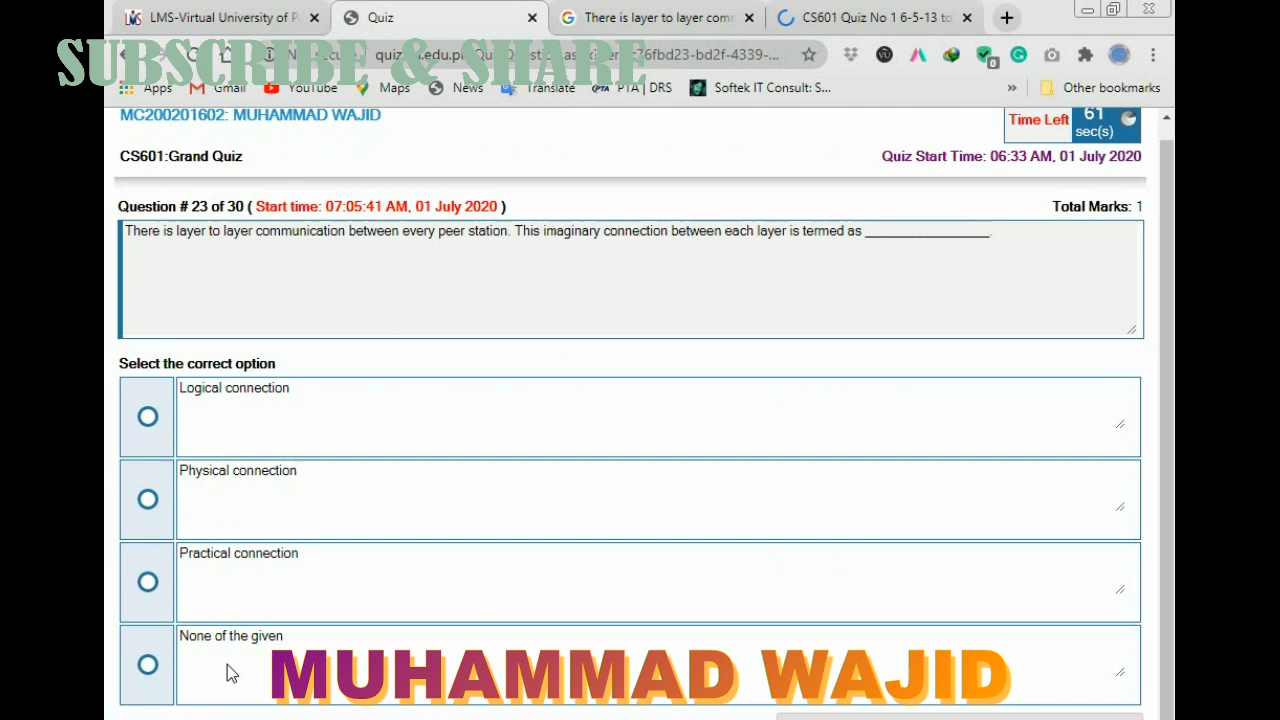 LMS-Virtual University of P
Quiz
There is layer to layer com
CS601 Quiz No 1 6-5-13 to
SUBSCRIBE & SHARE
Apps
Gmail
YouTube
Maps
News
Translate
PTA | DRS
Softek IT Consult: S...
»
Other bookmarks
MC200201602: MUHAMMAD WAJID
Time Left
61
sec(s)
CS601:Grand Quiz
Quiz Start Time: 06:33 AM, 01 July 2020
Question # 23 of 30 ( Start time: 07:05:41 AM, 01 July 2020 )
Total Marks: 1
There is layer to layer communication between every peer station. This imaginary connection between each layer is termed as __________________.
Select the correct option
Logical connection
Physical connection
Practical connection
None of the given
MUHAMMAD WAJID